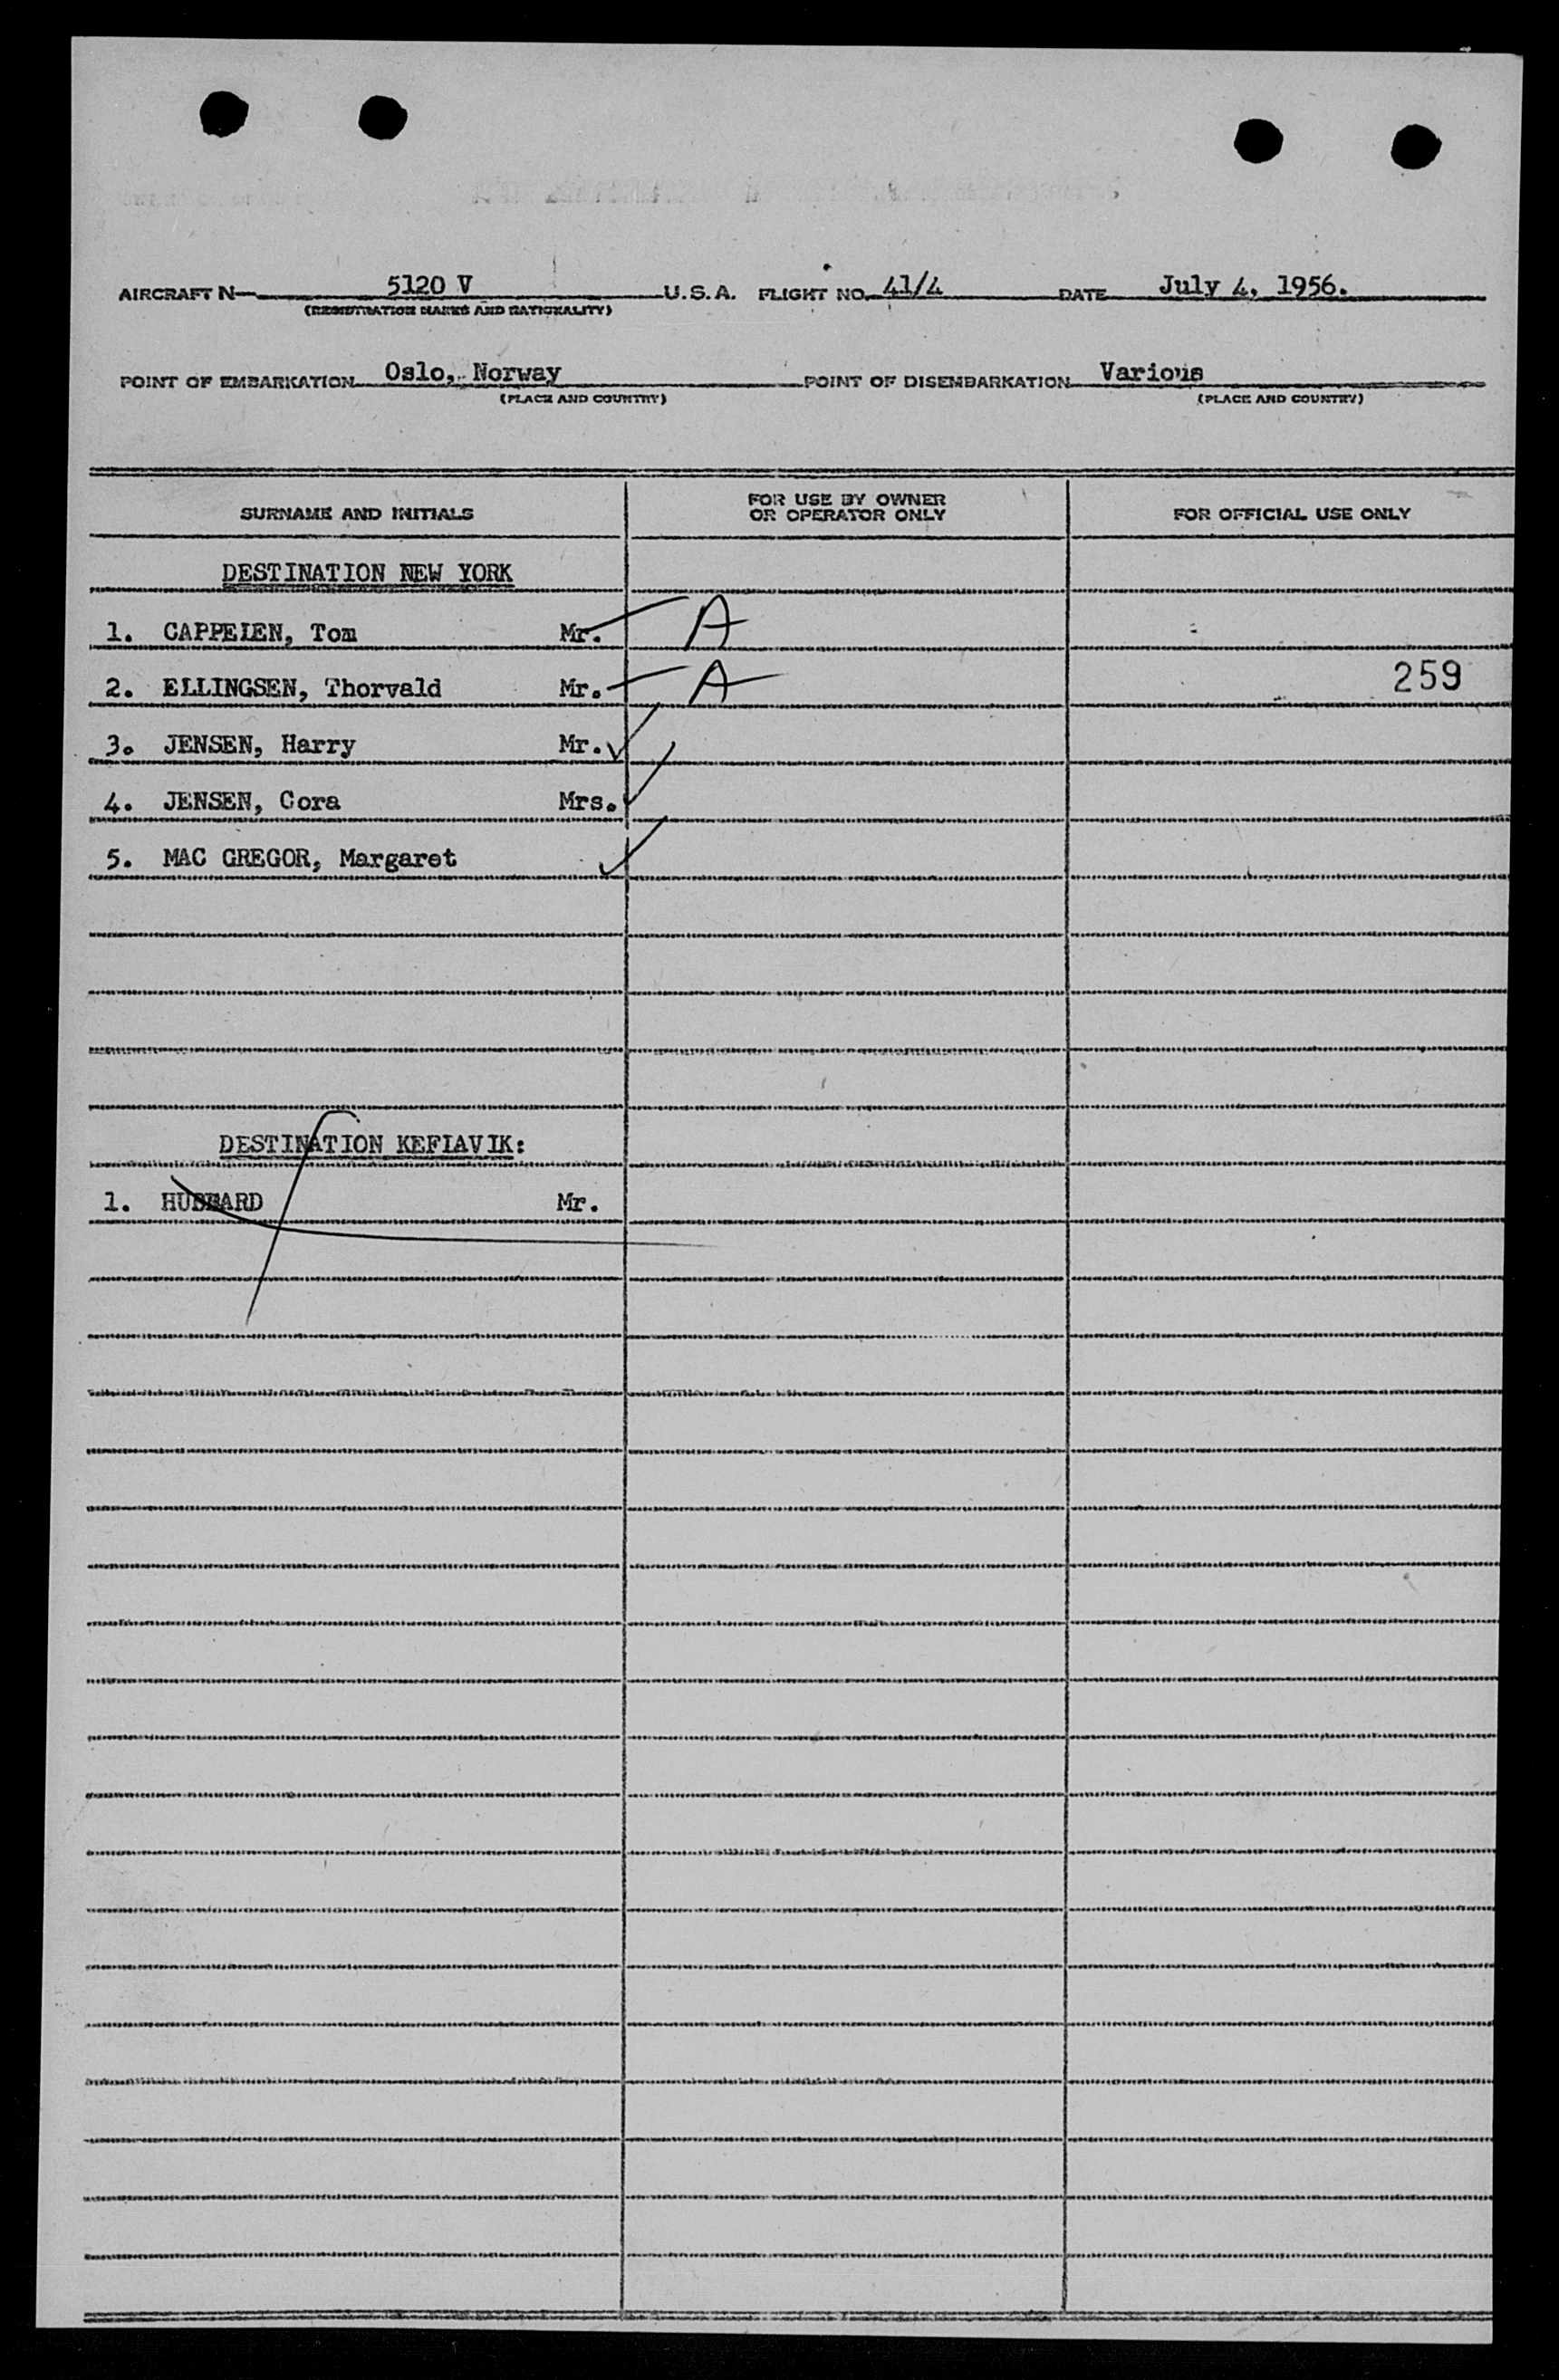 AIRCRAFT N 5120 V U.S.A. FLIGHT NO. 41/4 DATE July 4, 1956.
(REGISTRATION MARKS AND NATIONALITY)
POINT OF EMBARKATION Oslo, Norway POINT OF DISEMBARKATION Various
(PLACE AND COUNTRY) (PLACE AND COUNTRY)
SURNAME AND INITIALS FOR USE BY OWNER OR OPERATOR ONLY FOR OFFICIAL USE ONLY
DESTINATION NEW YORK
1. CAPPELEN, Tom Mr. A
2. ELLINGSEN, Thorvald Mr. A 259
3. JENSEN, Harry Mr. ✓
4. JENSEN, Cora Mrs. ✓
5. MAC GREGOR, Margaret ✓
DESTINATION KEFLAVIK:
1. HUBBARD Mr.